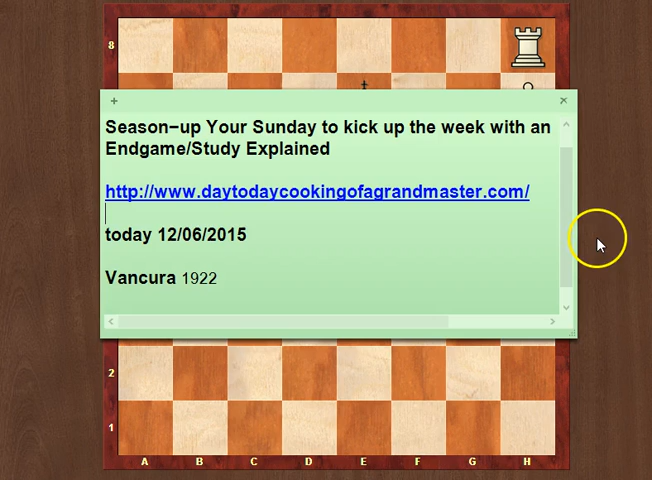 8
+
Season-up Your Sunday to kick up the week with an
Endgame/Study Explained
http://www.daytodaycookingofagrandmaster.com/
today 12/06/2015
Vancura 1922
2
1
A B C D E F G H